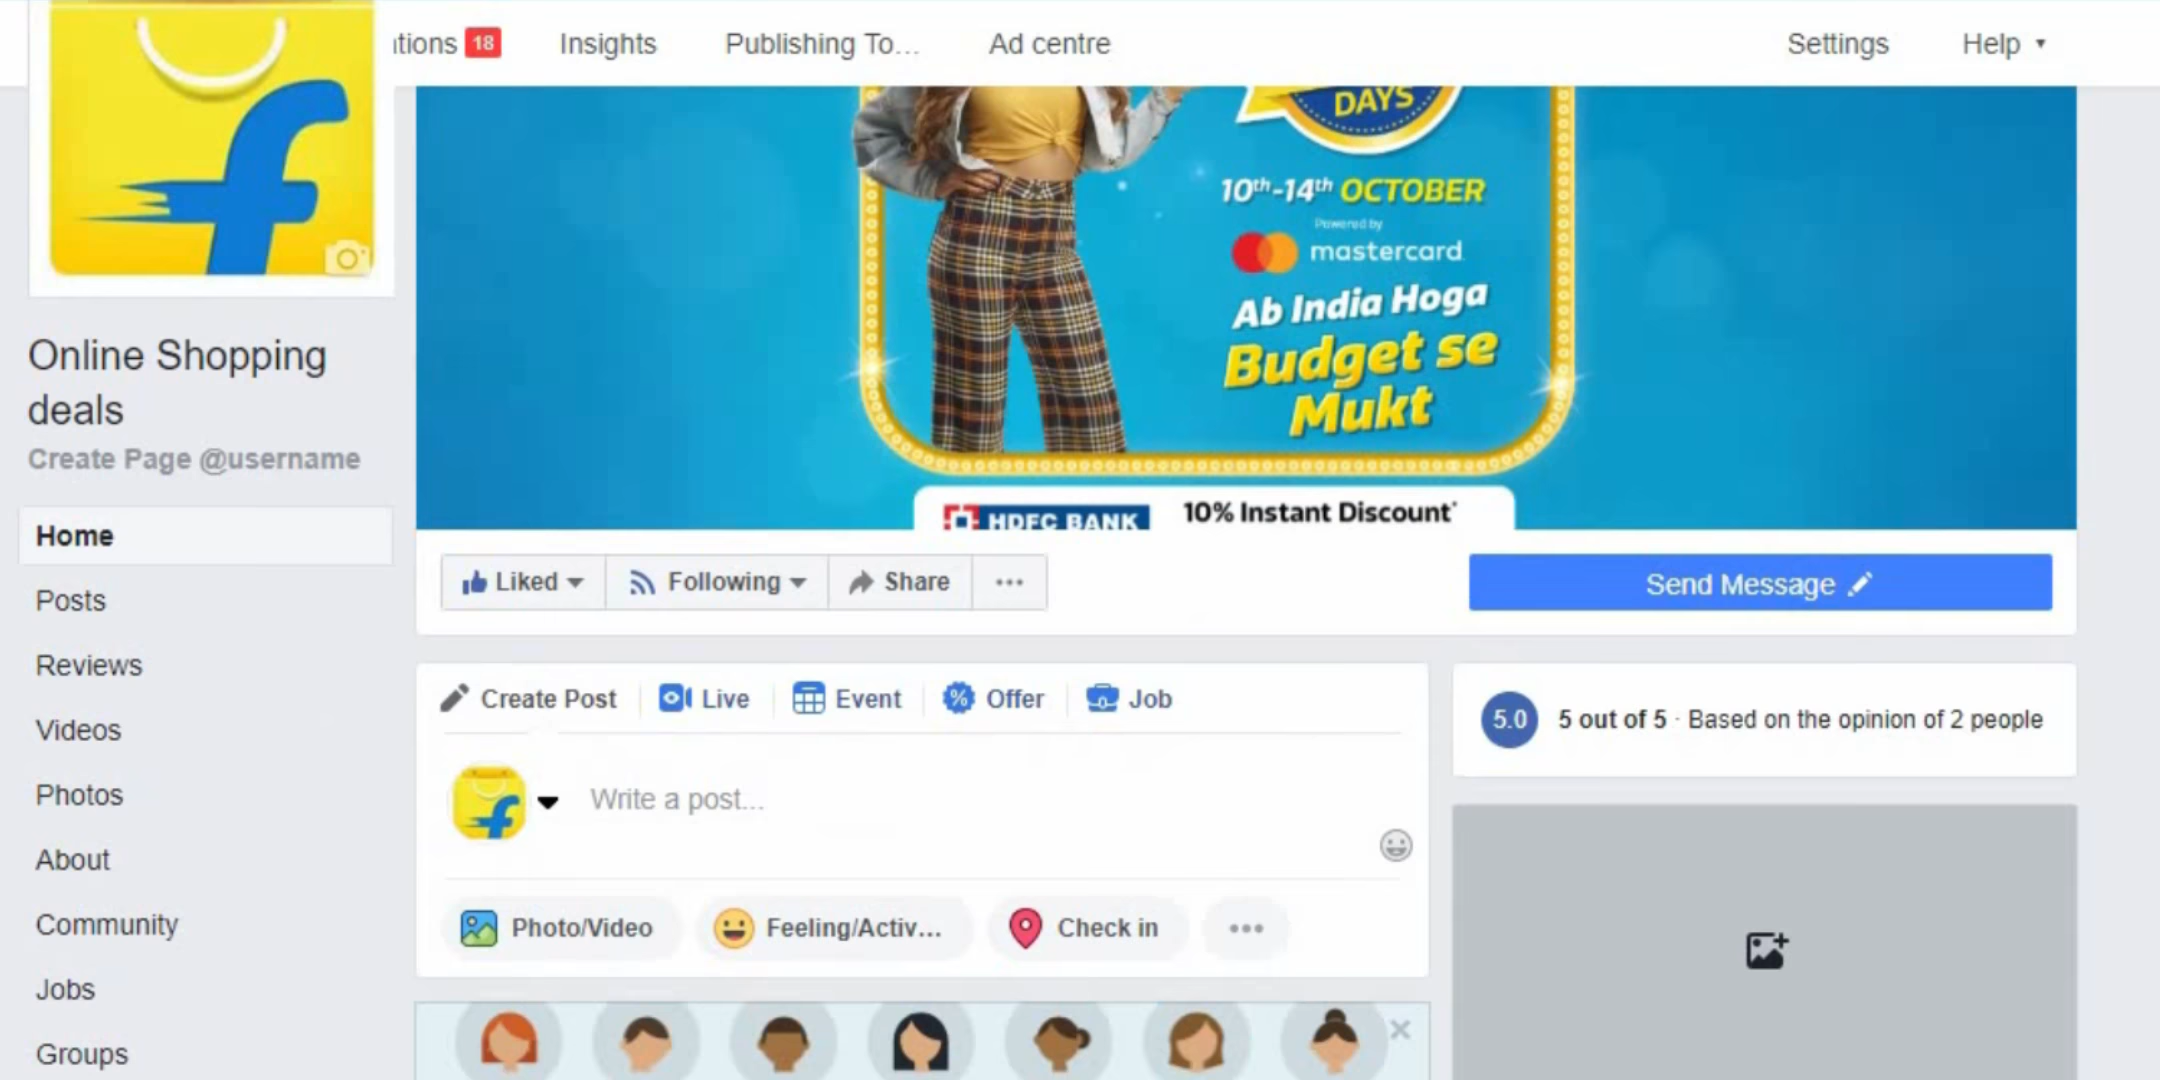 18
Insights
Publishing To...
Ad centre
Settings
Help
DAYS
10th-14th OCTOBER
Powered by
mastercard
Ab India Hoga
Budget se
Mukt
HDFC BANK
10% Instant Discount*
Online Shopping
deals
Create Page @username
Home
Posts
Reviews
Videos
Photos
About
Community
Jobs
Groups
Liked
Following
Share
Send Message
Create Post
Live
Event
Offer
Job
Write a post...
Photo/Video
Feeling/Activ...
Check in
5.0
5 out of 5 · Based on the opinion of 2 people